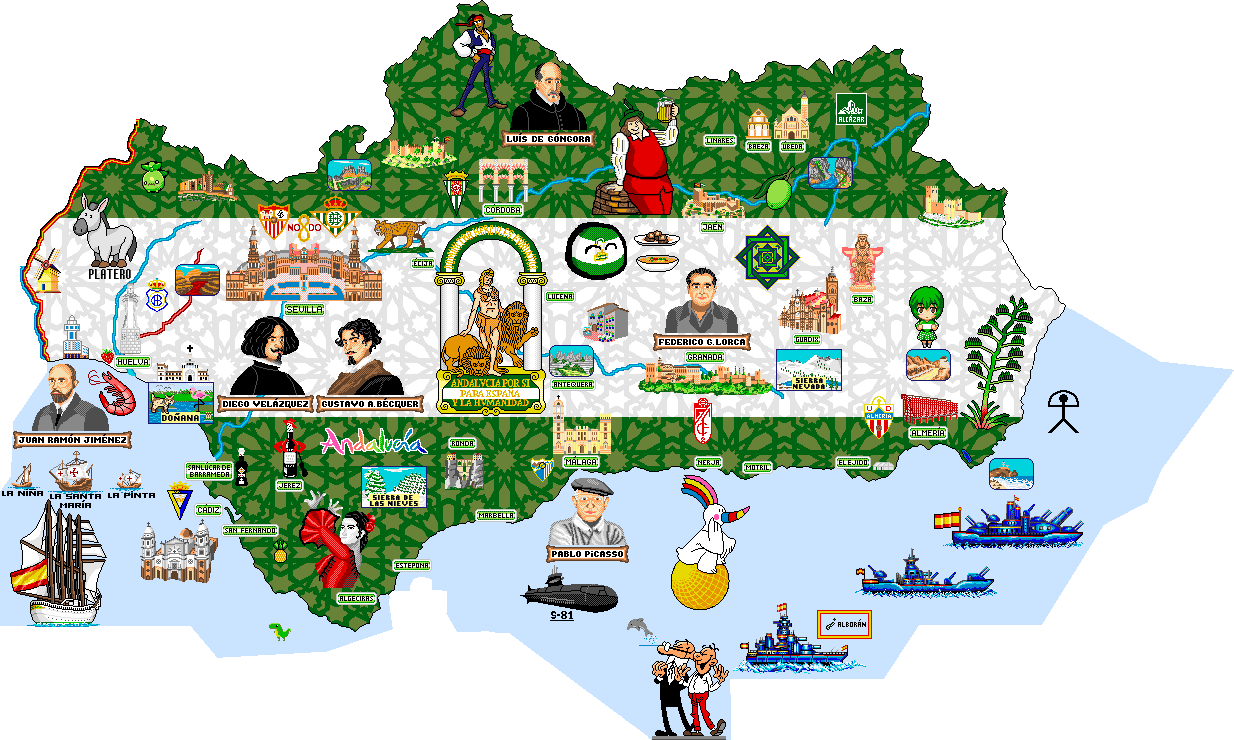 LUÍS DE GÓNGORA
ALCÁZAR
LINARES
BAEZA
ÚBEDA
CÓRDOBA
JAÉN
NO8DO
PLATERO
ÉCIJA
SEVILLA
LUCENA
BAZA
GUADIX
FEDERICO G.LORCA
GRANADA
SIERRA
NEVADA
HUELVA
ANTEQUERA
ANDALUCIA POR SI
PARA ESPAÑA
Y LA HUMANIDAD
DOÑANA
DIEGO VELÁZQUEZ
GUSTAVO A.BÉCQUER
JUAN RAMÓN JIMÉNEZ
UD
ALMERIA
ALMERÍA
Andalucía
RONDA
MÁLAGA
NERJA
MOTRIL
EL EJIDO
SANLÚCAR DE
BARRAMEDA
JEREZ
SIERRA DE
LAS NIEVES
LA NIÑA
LA SANTA
MARÍA
LA PINTA
CÁDIZ
SAN FERNANDO
MARBELLA
PABLO PiCASSO
ESTEPONA
ALGECIRAS
S-81
ALBORÁN